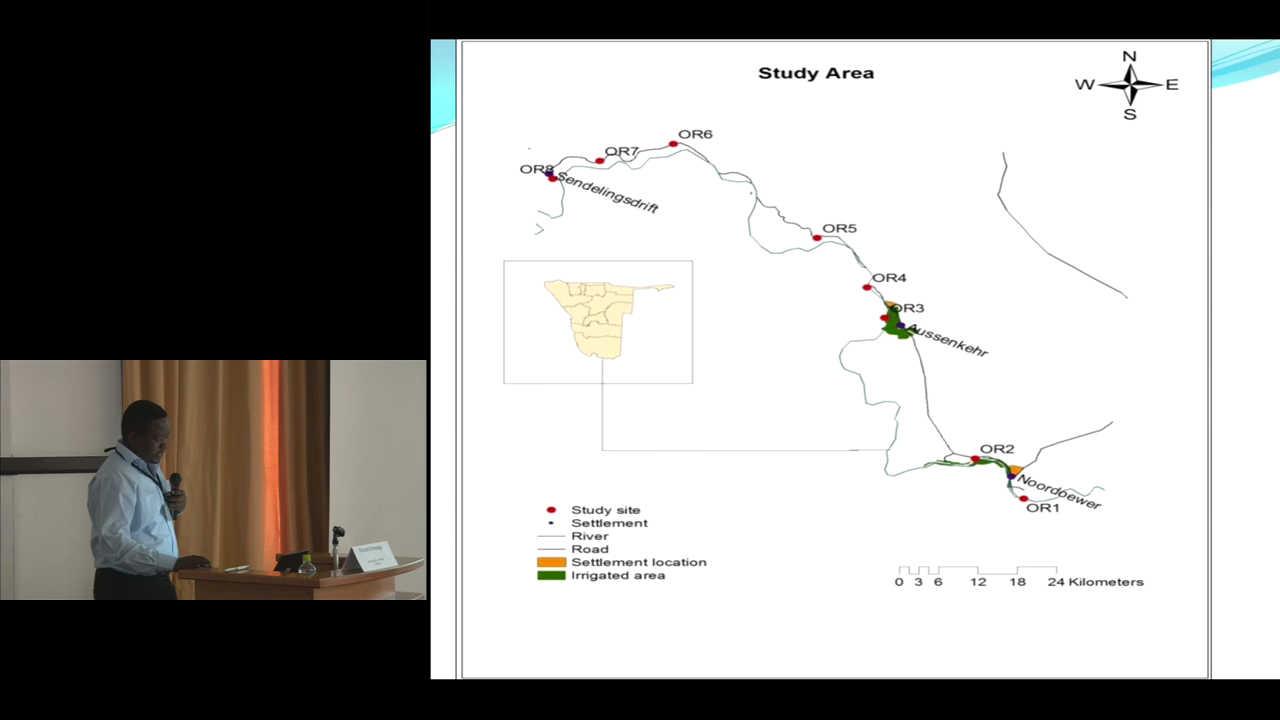 Study Area
N
W E
S
OR6
OR7
OR8
Sendelingsdrift
OR5
OR4
OR3
Aussenkehr
OR2
Noordoewer
OR1
Study site
Settlement
River
Road
Settlement location
Irrigated area
0 3 6 12 18 24 Kilometers